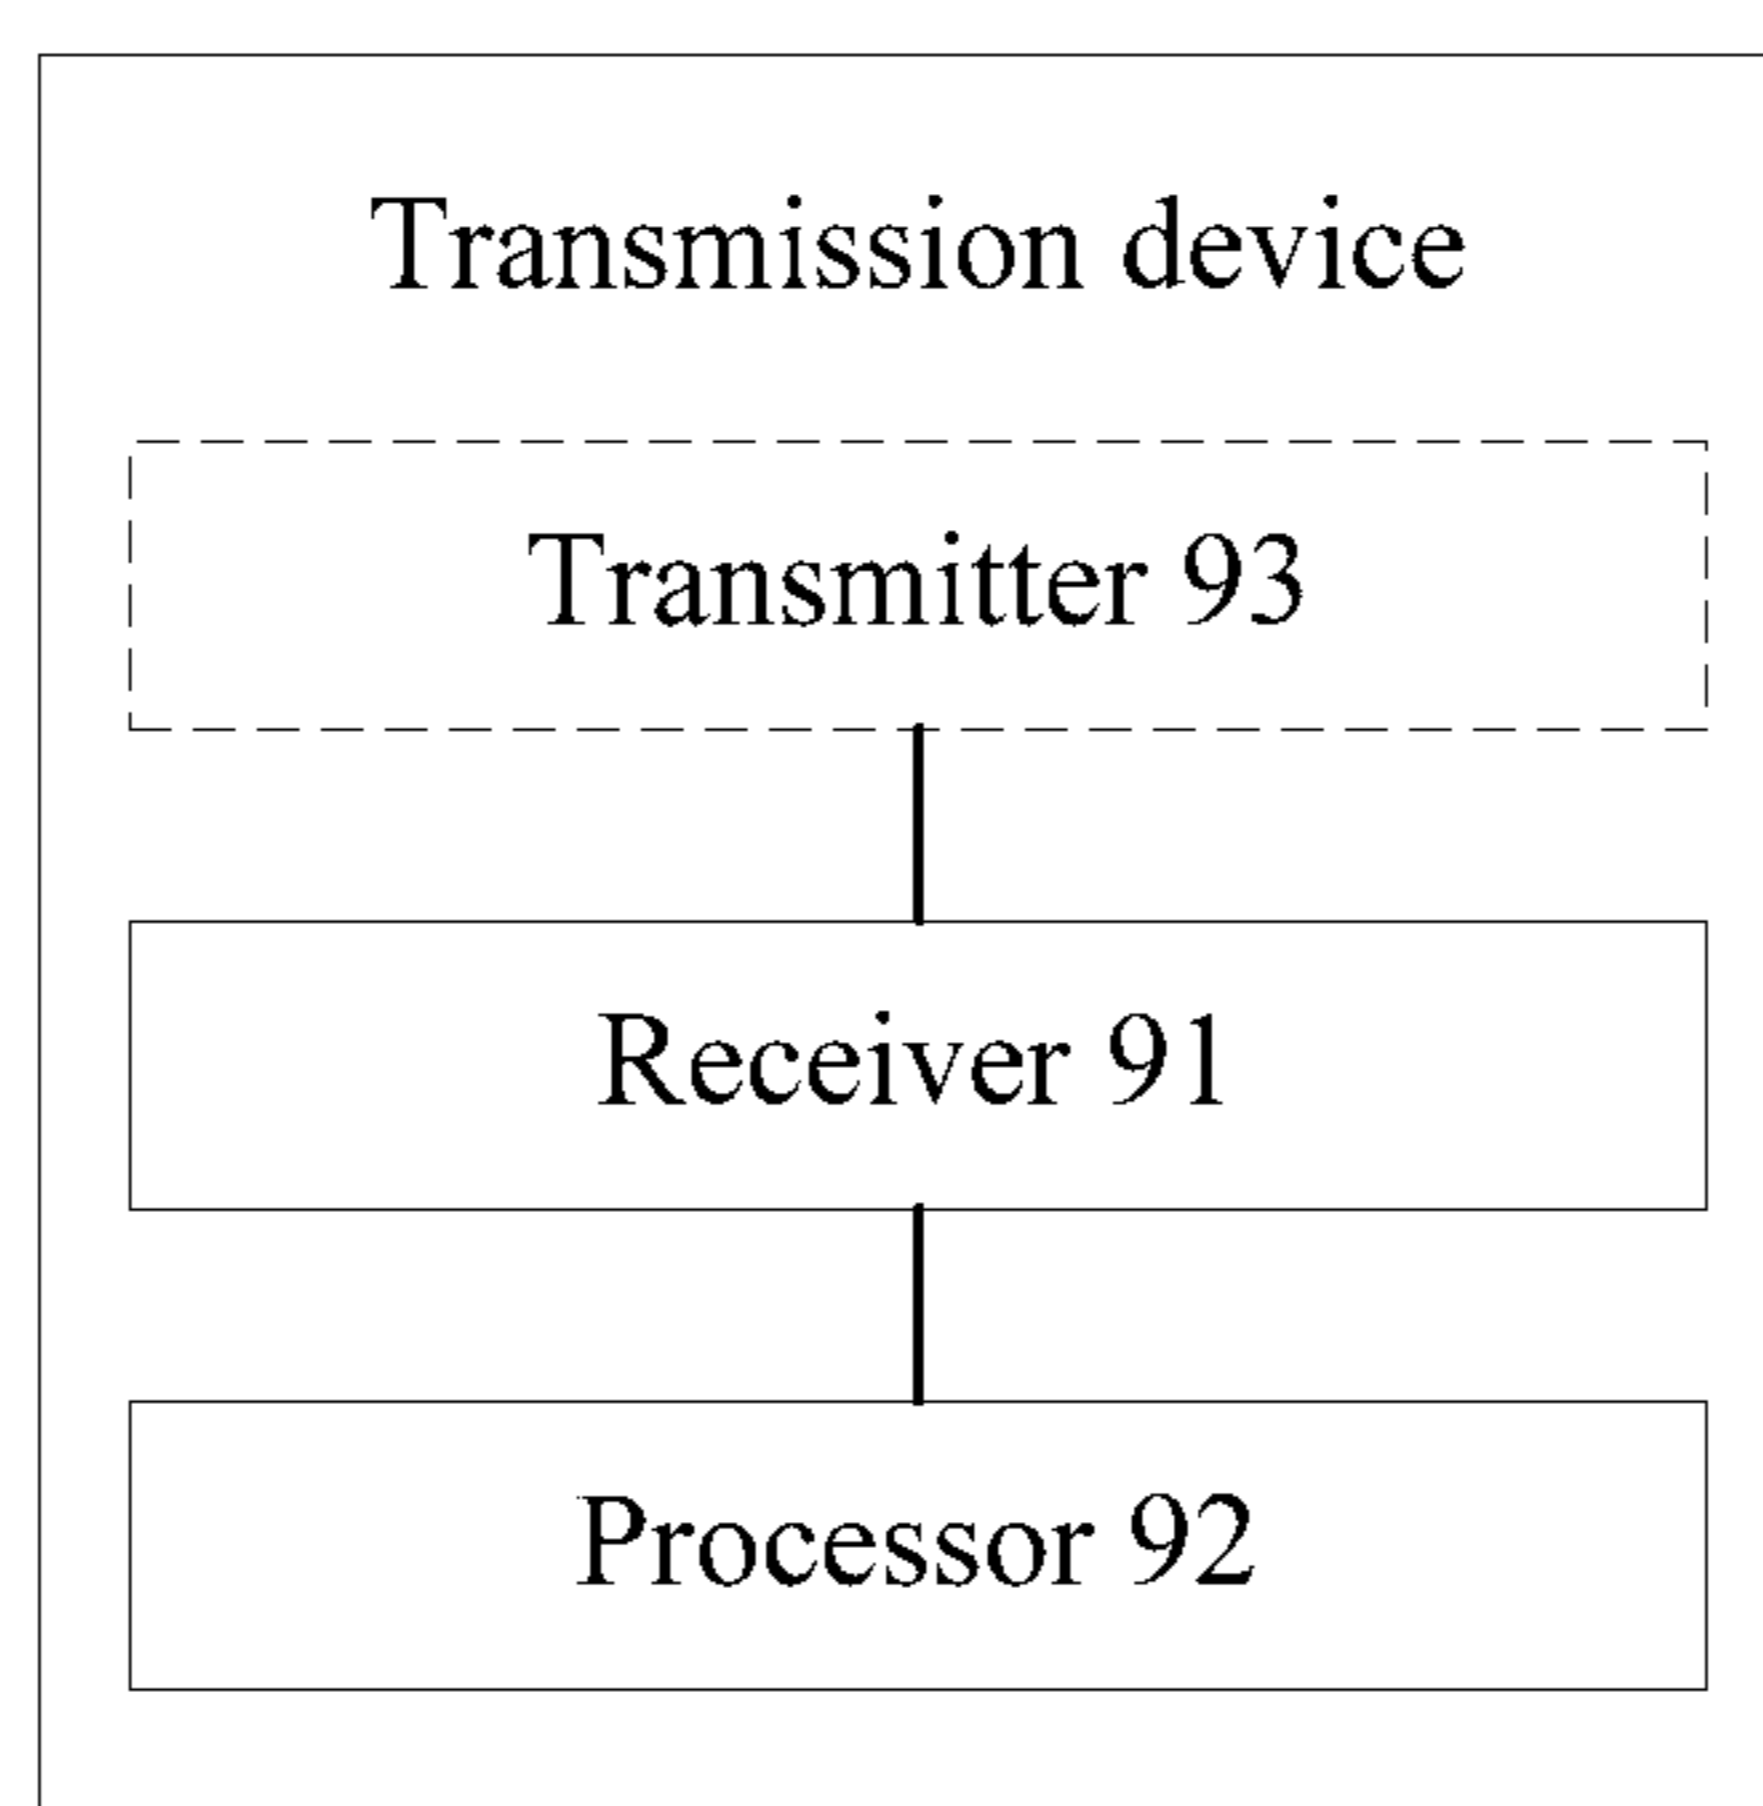 Transmission device
Transmitter 93
Receiver 91
Processor 92